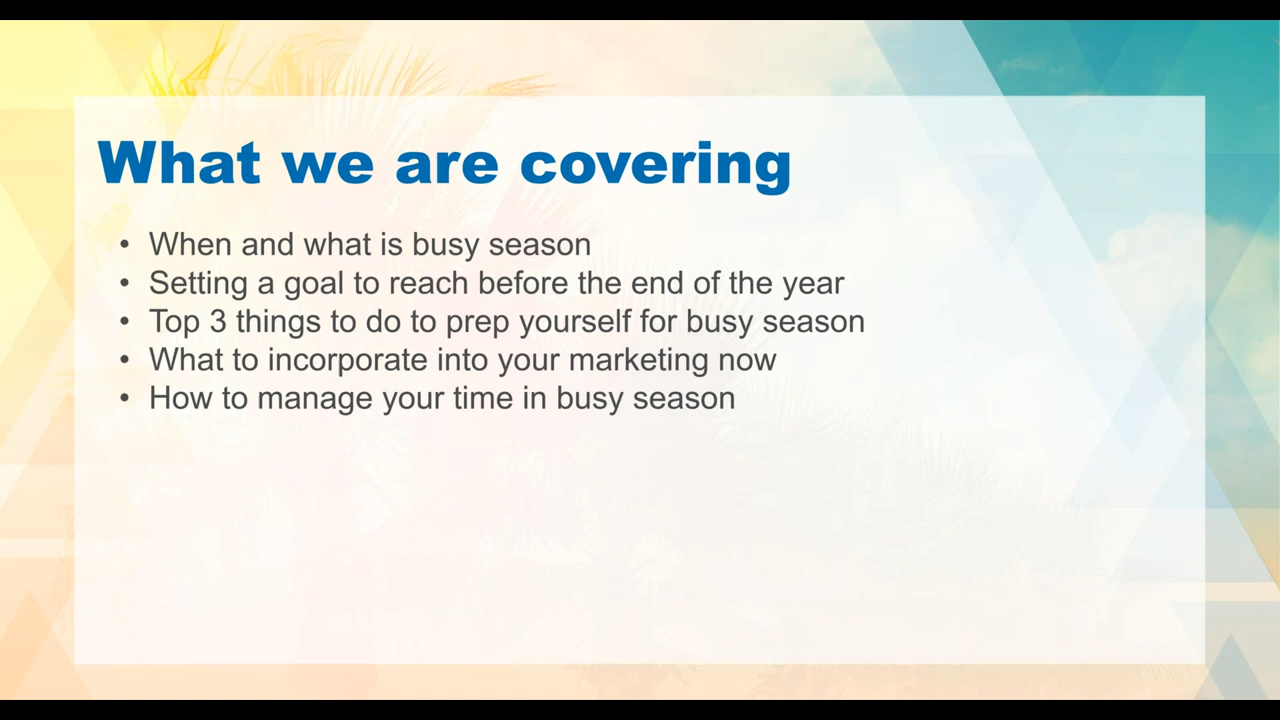 What we are covering
• When and what is busy season
• Setting a goal to reach before the end of the year
• Top 3 things to do to prep yourself for busy season
• What to incorporate into your marketing now
• How to manage your time in busy season